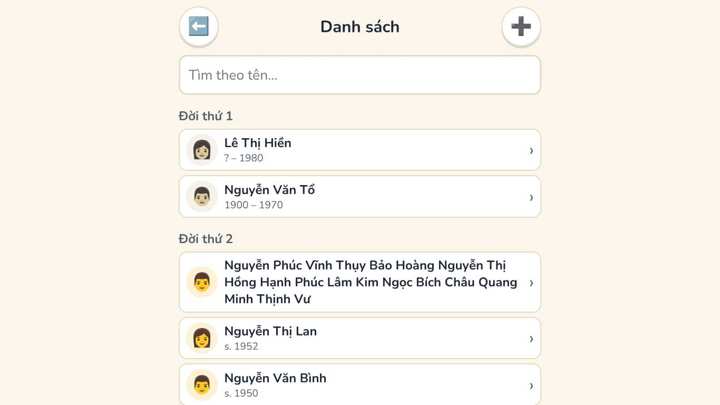 Danh sách
Tìm theo tên...
Đời thứ 1
Lê Thị Hiền
? – 1980
Nguyễn Văn Tổ
1900 – 1970
Đời thứ 2
Nguyễn Phúc Vĩnh Thụy Bảo Hoàng Nguyễn Thị
Hồng Hạnh Phúc Lâm Kim Ngọc Bích Châu Quang
Minh Thịnh Vư
Nguyễn Thị Lan
s. 1952
Nguyễn Văn Bình
s. 1950